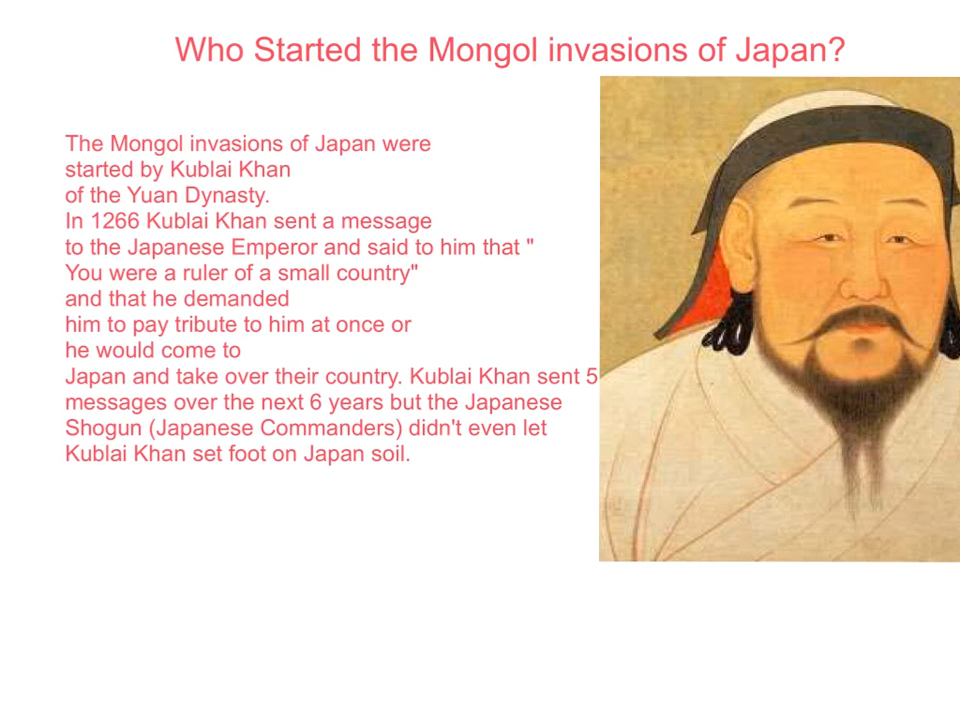 Who Started the Mongol invasions of Japan?
The Mongol invasions of Japan were
started by Kublai Khan
of the Yuan Dynasty.
In 1266 Kublai Khan sent a message
to the Japanese Emperor and said to him that "
You were a ruler of a small country"
and that he demanded
him to pay tribute to him at once or
he would come to
Japan and take over their country. Kublai Khan sent 5
messages over the next 6 years but the Japanese
Shogun (Japanese Commanders) didn't even let
Kublai Khan set foot on Japan soil.